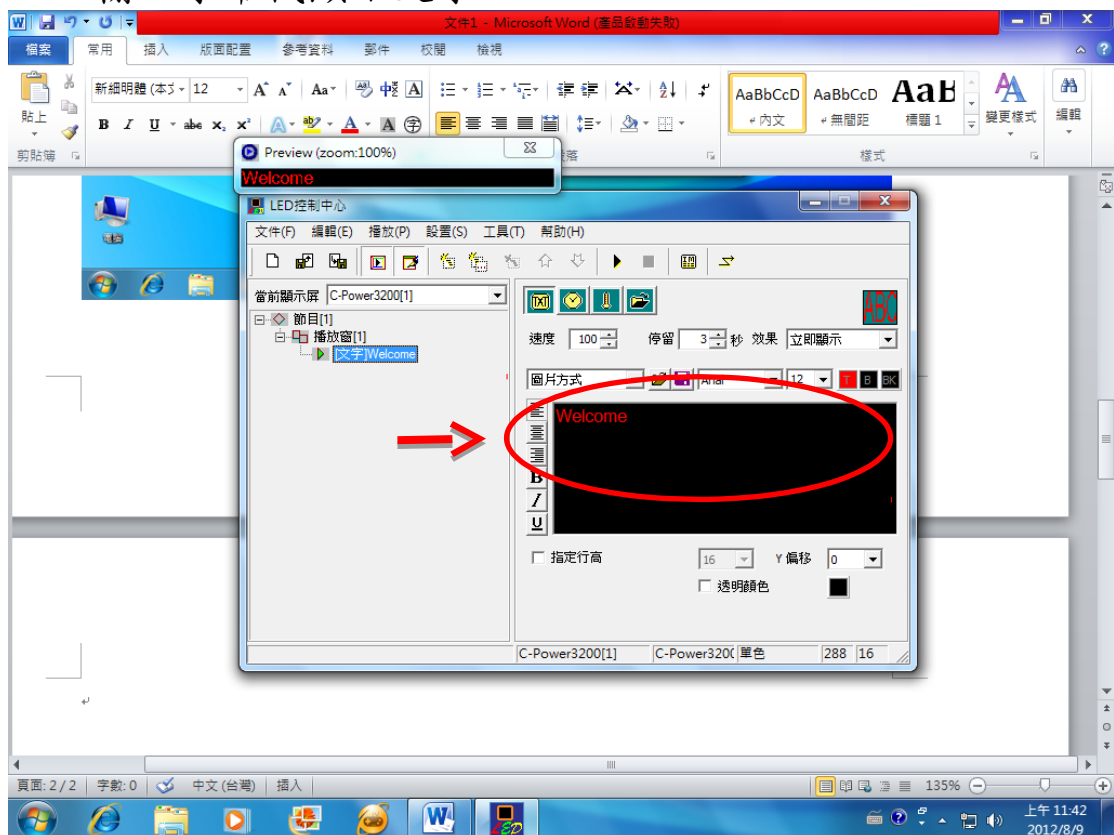 文件1 - Microsoft Word (產品啟動失敗)
檔案 常用 插入 版面配置 參考資料 郵件 校閱 檢視
新細明體 (本文 12
AaBbCcD AaBbCcD AaB
貼上
內文 無間距 標題 1 變更樣式 編輯
剪貼簿 段落 樣式
Preview (zoom:100%)
Welcome
LED控制中心
文件(F) 編輯(E) 播放(P) 設置(S) 工具(T) 幫助(H)
當前顯示屏 C-Power3200[1]
節目[1]
播放窗[1]
[文字]Welcome
TXT
ABC
速度 100 停留 3 秒 效果 立即顯示
圖片方式 Arial 12 T B BK
Welcome
B
I
U
指定行高 16 Y 偏移 0
透明顏色
C-Power3200[1] C-Power320( 單色 288 16
頁面: 2 / 2 字數: 0 中文 (台灣) 插入 135%
上午 11:42
2012/8/9